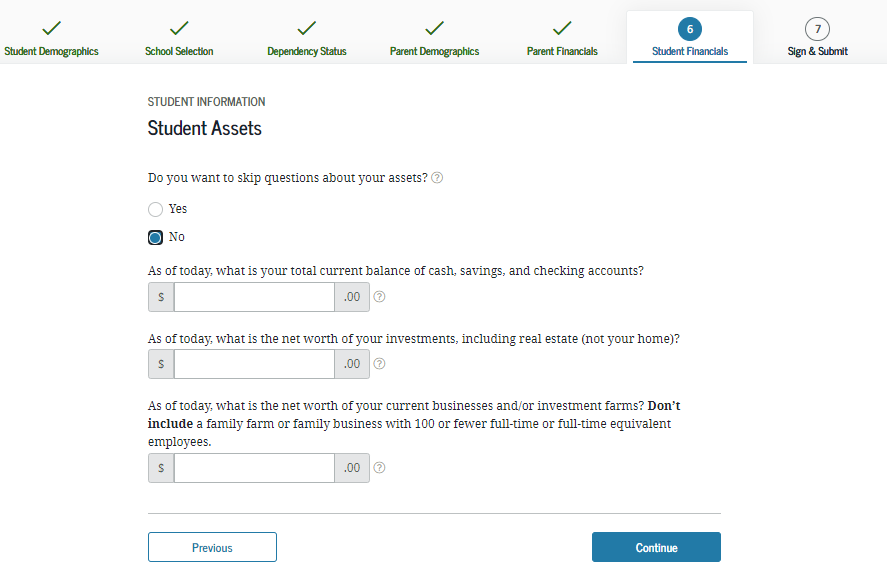 Student Demographics
School Selection
Dependency Status
Parent Demographics
Parent Financials
6
Student Financials
7
Sign & Submit
STUDENT INFORMATION
Student Assets
Do you want to skip questions about your assets? ?
Yes
No
As of today, what is your total current balance of cash, savings, and checking accounts?
$ .00 ?
As of today, what is the net worth of your investments, including real estate (not your home)?
$ .00 ?
As of today, what is the net worth of your current businesses and/or investment farms? Don’t
include a family farm or family business with 100 or fewer full-time or full-time equivalent
employees.
$ .00 ?
Previous
Continue